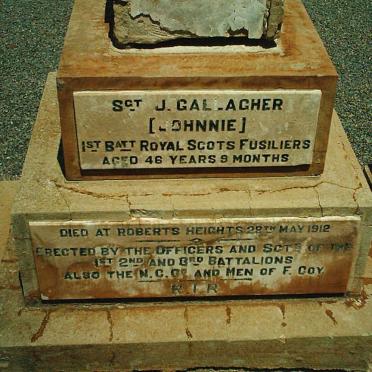 SGT J. GALLAGHER
[JOHNNIE]
1ST BATT ROYAL SCOTS FUSILIERS
AGED 46 YEARS 9 MONTHS
DIED AT ROBERTS HEIGHTS 28TH MAY 1912
ERECTED BY THE OFFICERS AND SGTS OF THE
1ST 2ND AND 3RD BATTALIONS
ALSO THE N.C.OS AND MEN OF F. COY
R.I.P.